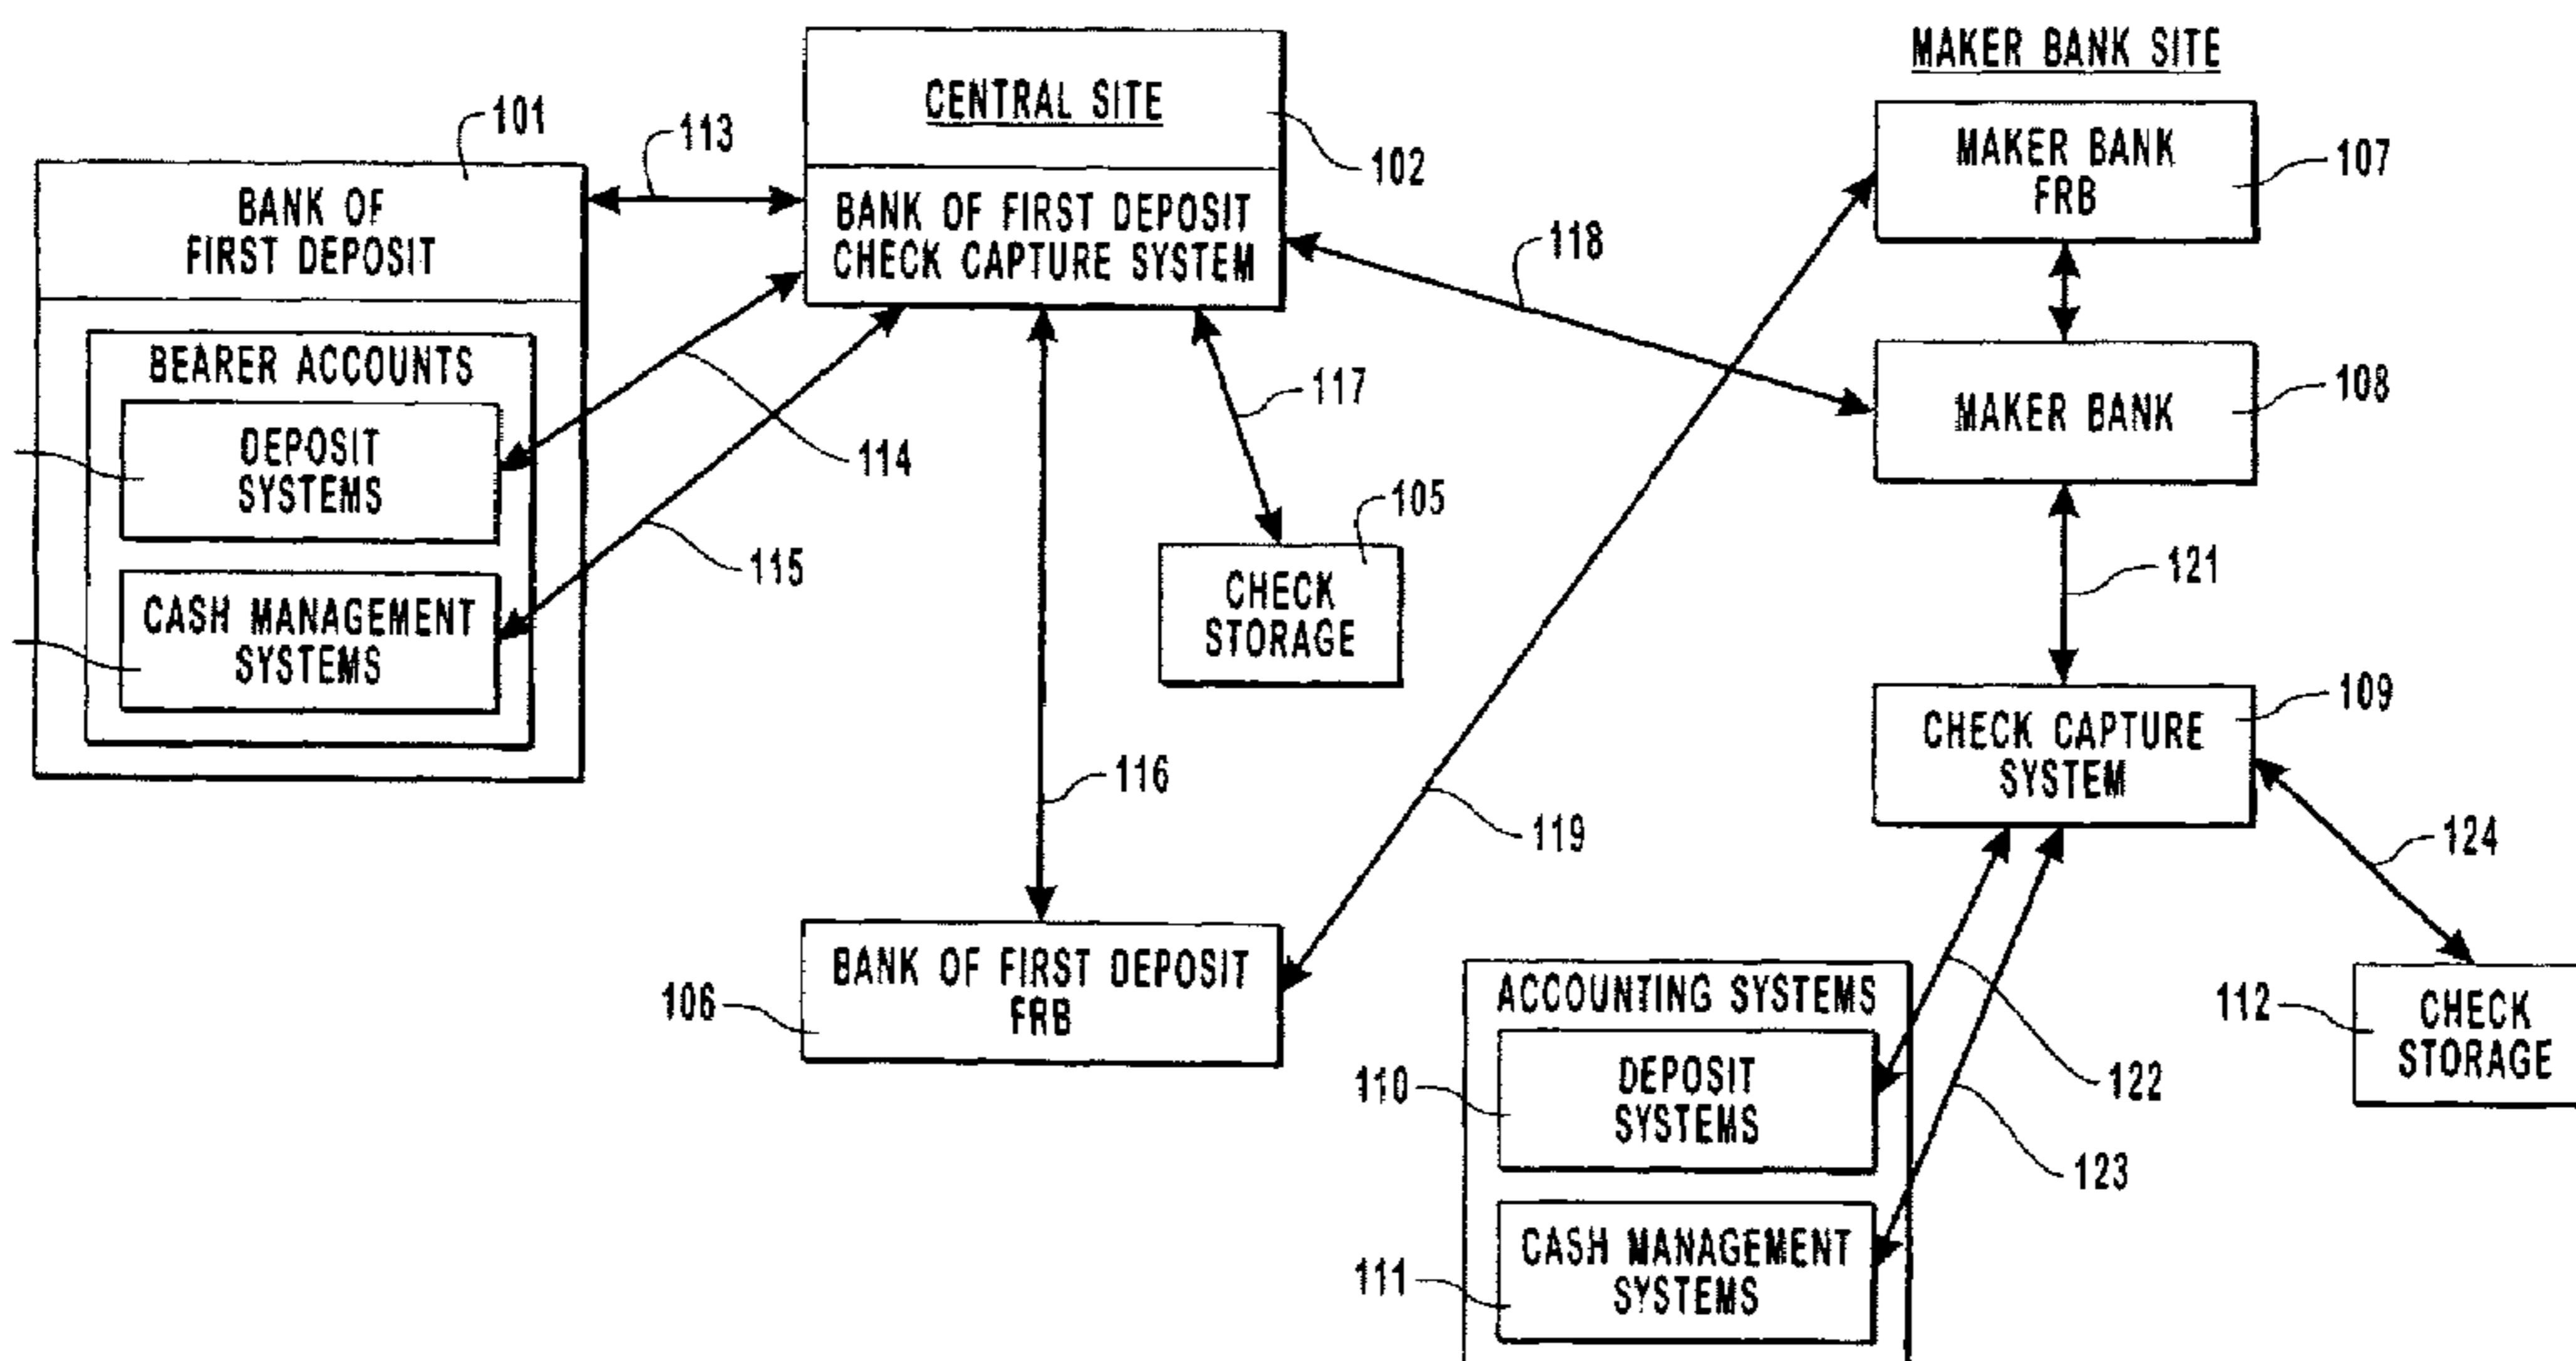 101
BANK OF
FIRST DEPOSIT
BEARER ACCOUNTS
DEPOSIT
SYSTEMS
CASH MANAGEMENT
SYSTEMS
113
114
115
CENTRAL SITE
102
BANK OF FIRST DEPOSIT
CHECK CAPTURE SYSTEM
118
117
105
CHECK
STORAGE
116
119
106
BANK OF FIRST DEPOSIT
FRB
MAKER BANK SITE
MAKER BANK
FRB
107
MAKER BANK
108
121
109
CHECK CAPTURE
SYSTEM
124
112
CHECK
STORAGE
122
123
ACCOUNTING SYSTEMS
110
DEPOSIT
SYSTEMS
111
CASH MANAGEMENT
SYSTEMS